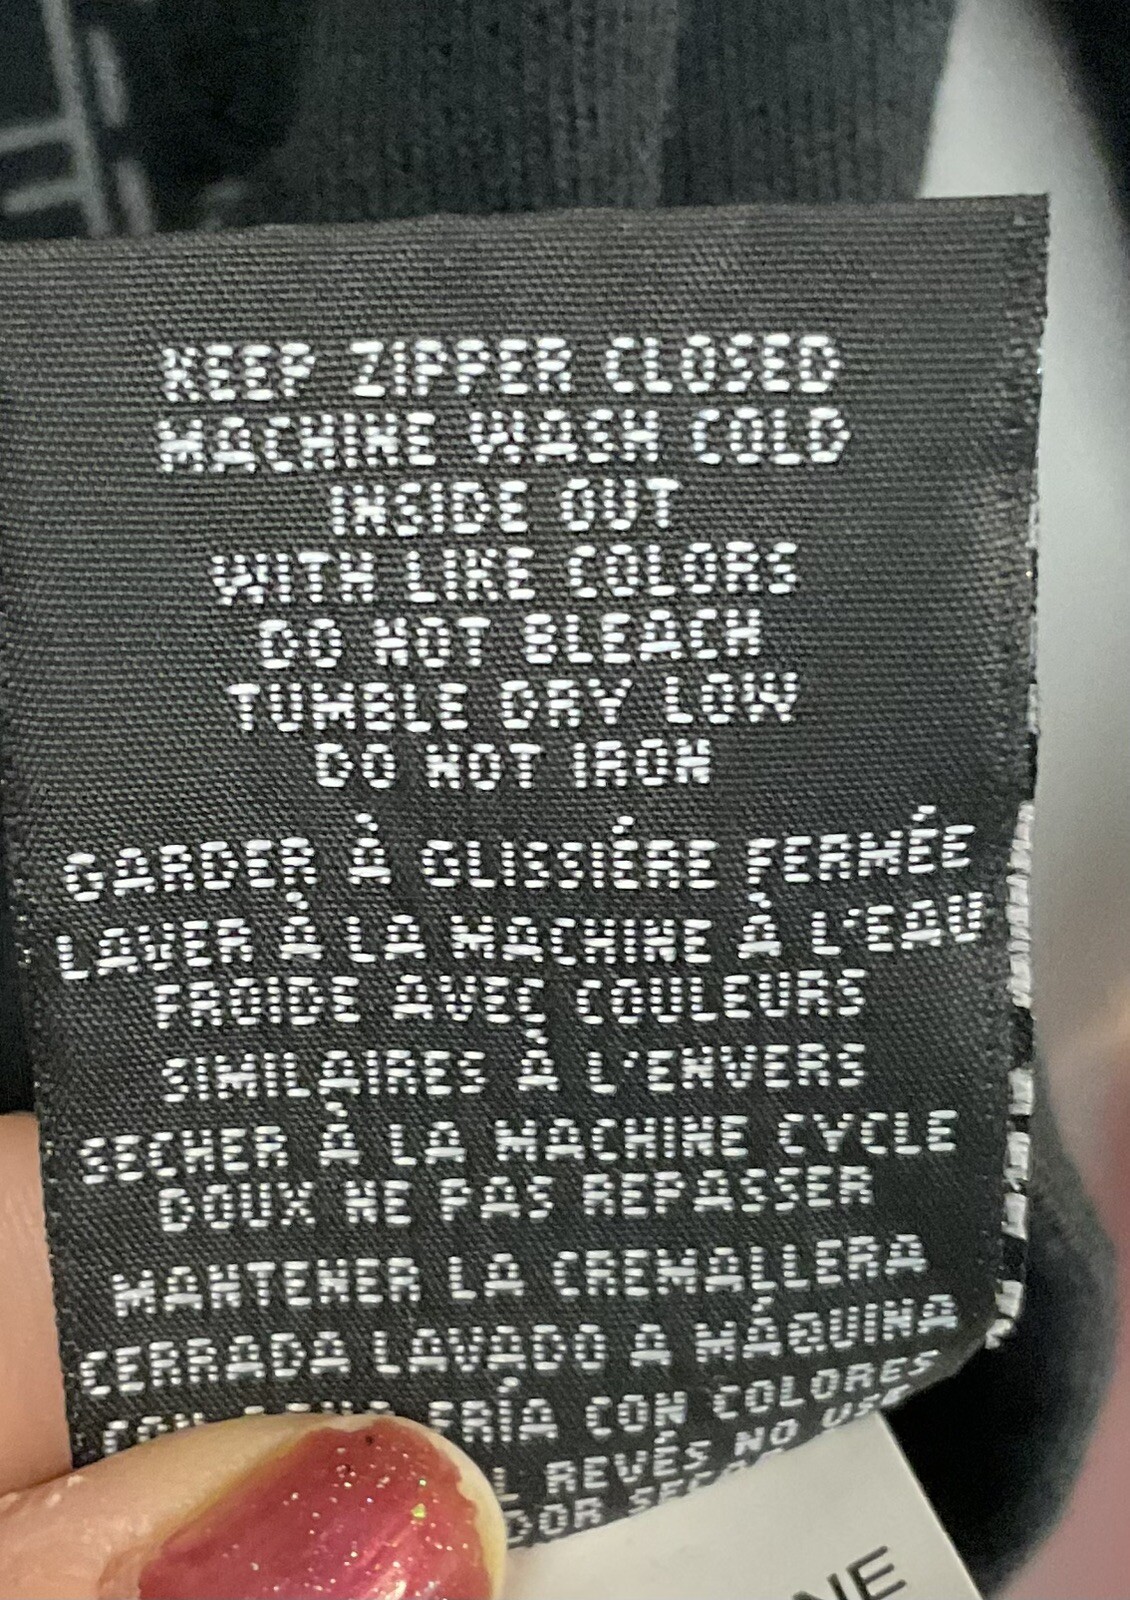 KEEP ZIPPER CLOSED
MACHINE WASH COLD
INSIDE OUT
WITH LIKE COLORS
DO NOT BLEACH
TUMBLE DRY LOW
DO NOT IRON
GARDER À GLISSIÉRE FERMÉE
LAVER À LA MACHINE À L'EAU
FROIDE AVEC COULEURS
SIMILAIRES À L'ENVERS
SECHER À LA MACHINE CYCLE
DOUX NE PAS REPASSER
MANTENER LA CREMALLERA
CERRADA LAVADO A MÁQUINA
CON FRÍA CON COLORES
REVÉS NO USE